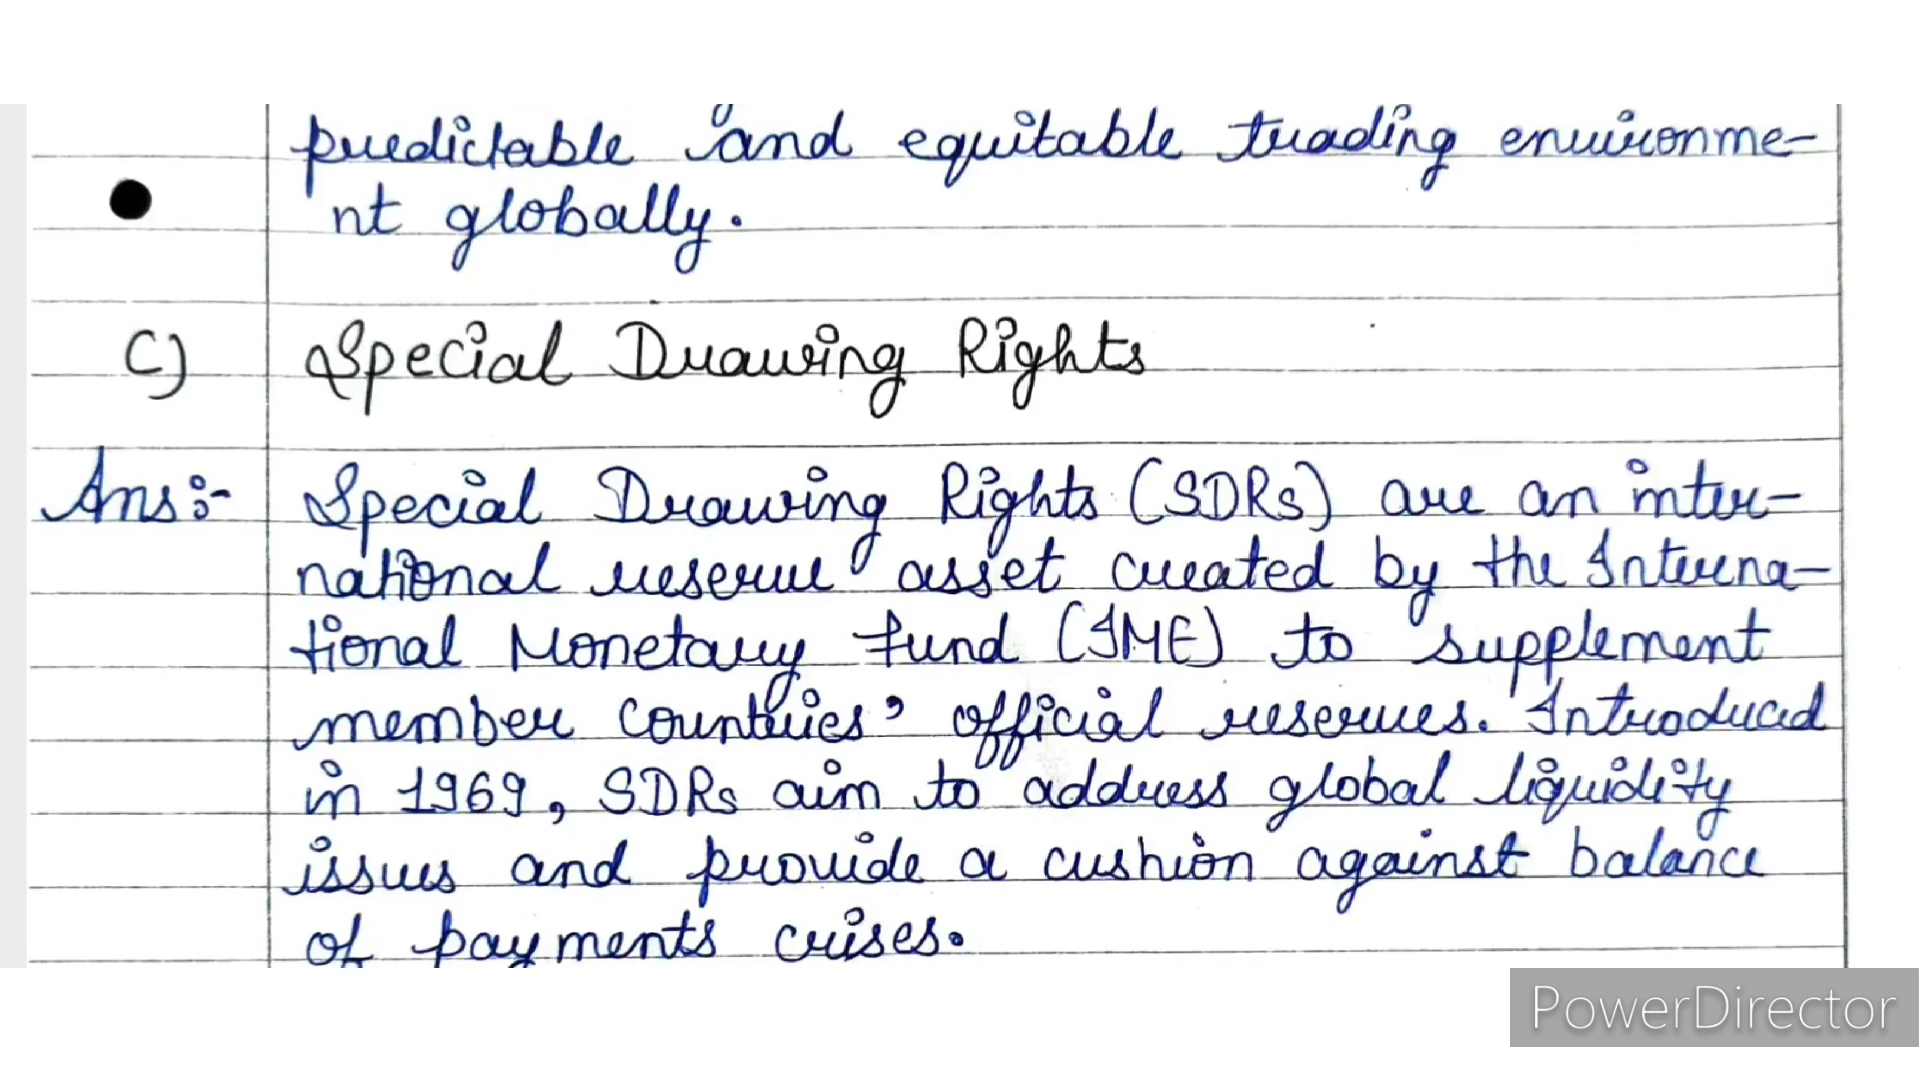 predictable and equitable trading environme-
nt globally.
C) Special Drawing Rights
Ans:- Special Drawing Rights (SDRs) are an inter-
national reserve asset created by the Interna-
tional Monetary fund (IMF) to supplement
member countries' official reserves. Introduced
in 1969, SDRs aim to address global liquidity
issues and provide a cushion against balance
of payments crises.
PowerDirector